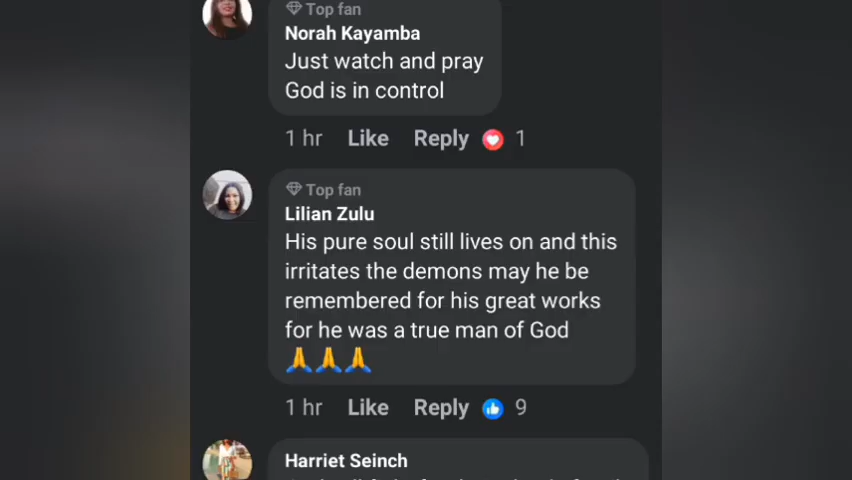 Top fan
Norah Kayamba
Just watch and pray
God is in control
1 hr Like Reply 1
Top fan
Lilian Zulu
His pure soul still lives on and this
irritates the demons may he be
remembered for his great works
for he was a true man of God
🙏🙏🙏
1 hr Like Reply 9
Harriet Seinch